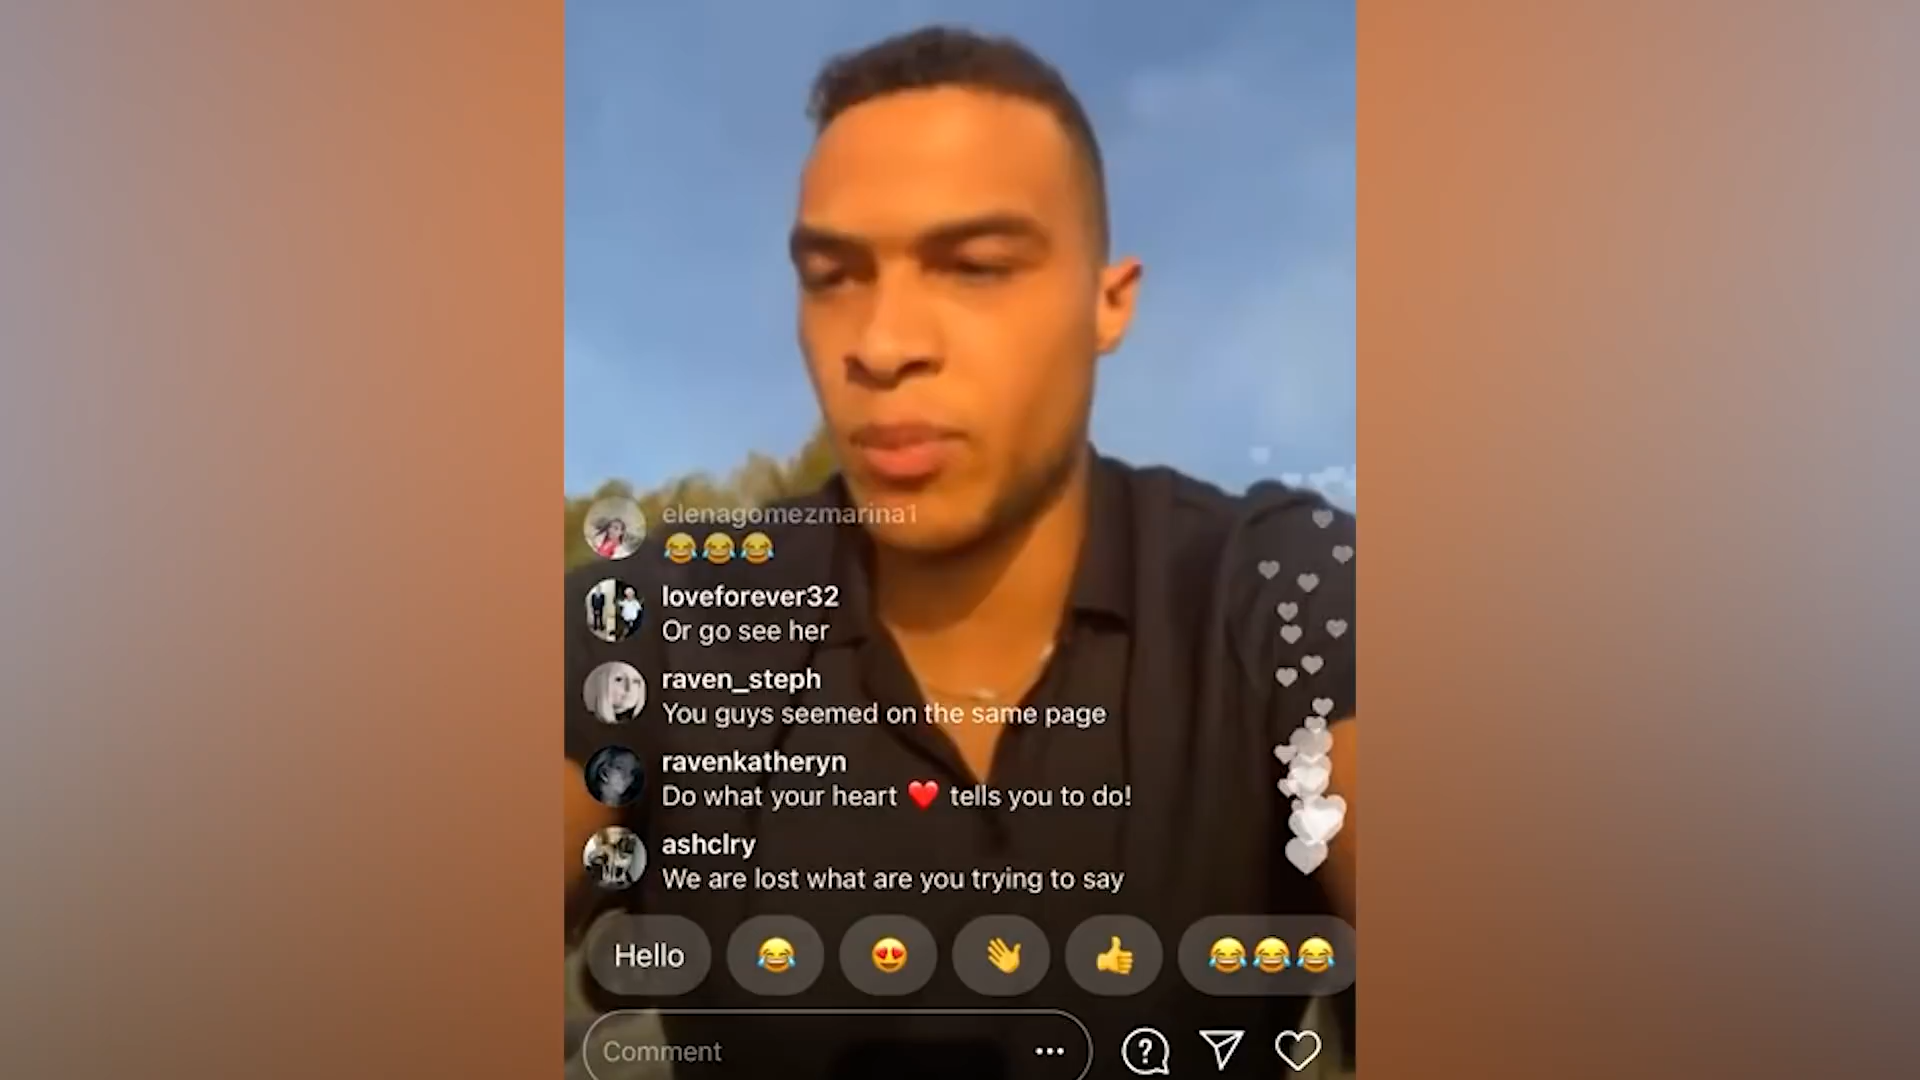 elenagomezmarina1
😂😂😂
loveforever32
Or go see her
raven_steph
You guys seemed on the same page
ravenkatheryn
Do what your heart ❤️ tells you to do!
ashclry
We are lost what are you trying to say
Hello 😂 😍 👋 👍 😂😂😂
Comment